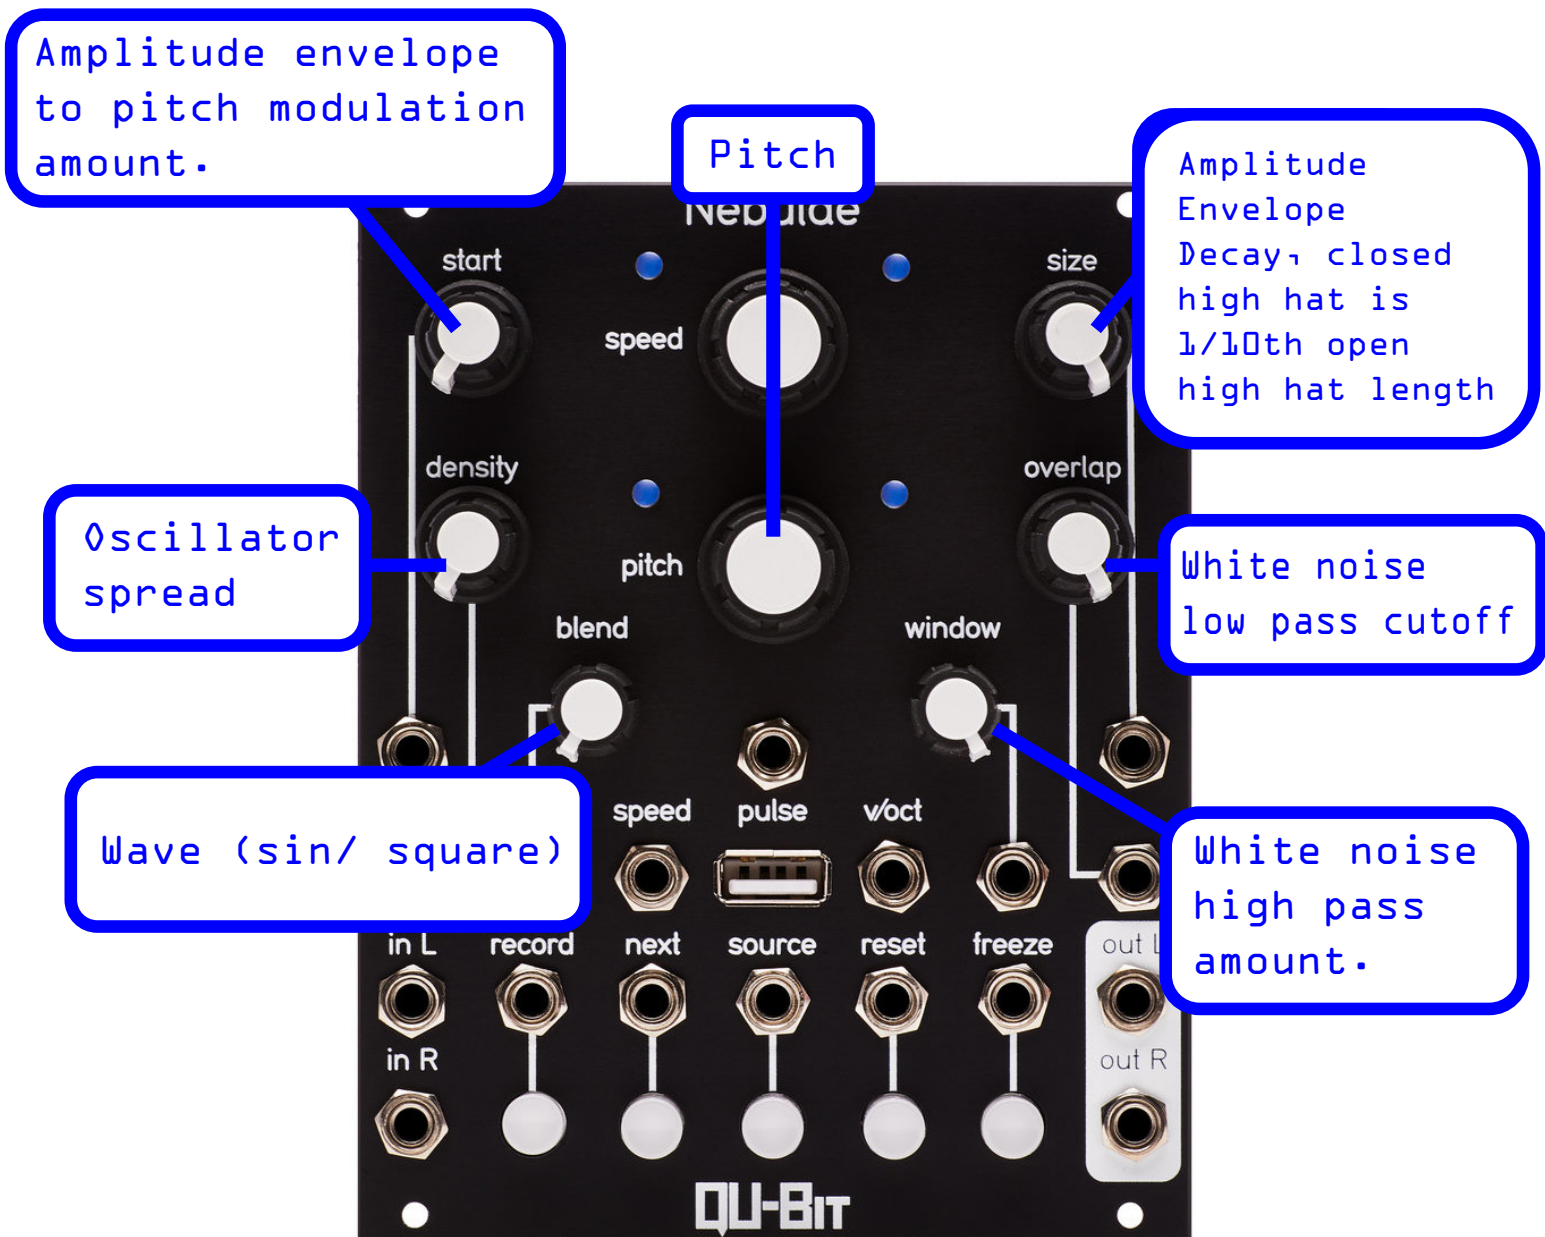 Amplitude envelope
to pitch modulation
amount.
Pitch
Amplitude
Envelope
Decay, closed
high hat is
1/10th open
high hat length
Nebulae
start
speed
size
density
overlap
Oscillator
spread
pitch
White noise
low pass cutoff
blend
window
Wave (sin/ square)
speed
pulse
v/oct
White noise
high pass
amount.
in L
record
next
source
reset
freeze
out L
in R
out R
QU-BIT